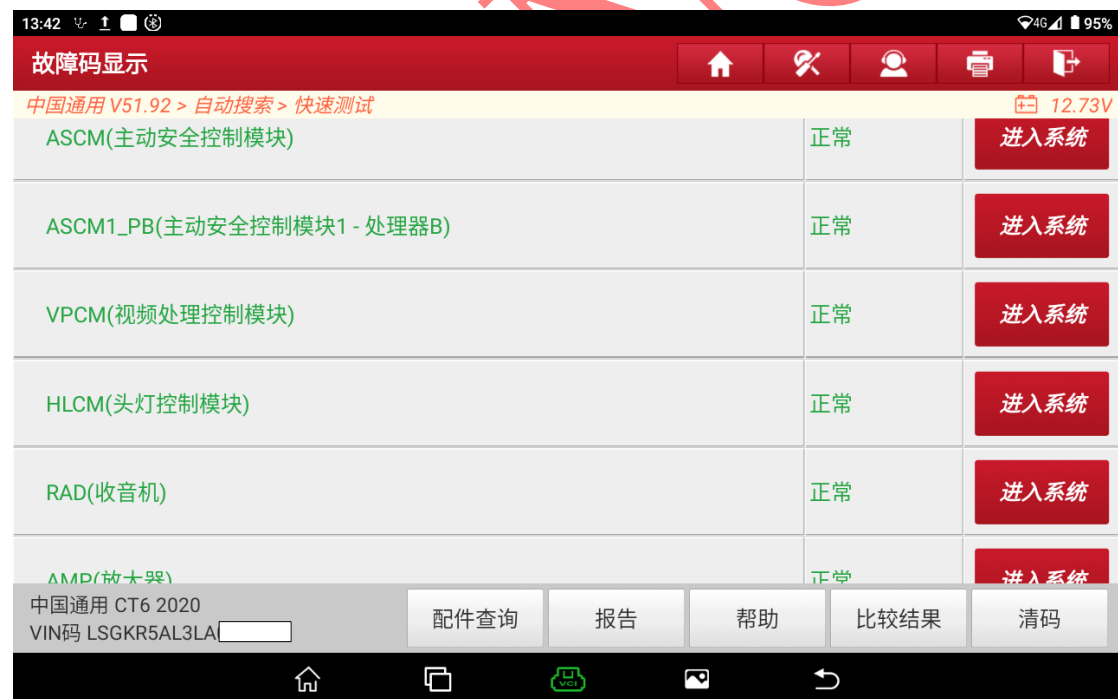 13:42 4G 95%
故障码显示
中国通用 V51.92 > 自动搜索 > 快速测试 12.73V
ASCM(主动安全控制模块) 正常 进入系统
ASCM1_PB(主动安全控制模块1 - 处理器B) 正常 进入系统
VPCM(视频处理控制模块) 正常 进入系统
HLCM(头灯控制模块) 正常 进入系统
RAD(收音机) 正常 进入系统
AMP(放大器) 正常 进入系统
中国通用 CT6 2020
VIN码 LSGKR5AL3LA
配件查询 报告 帮助 比较结果 清码
VCI